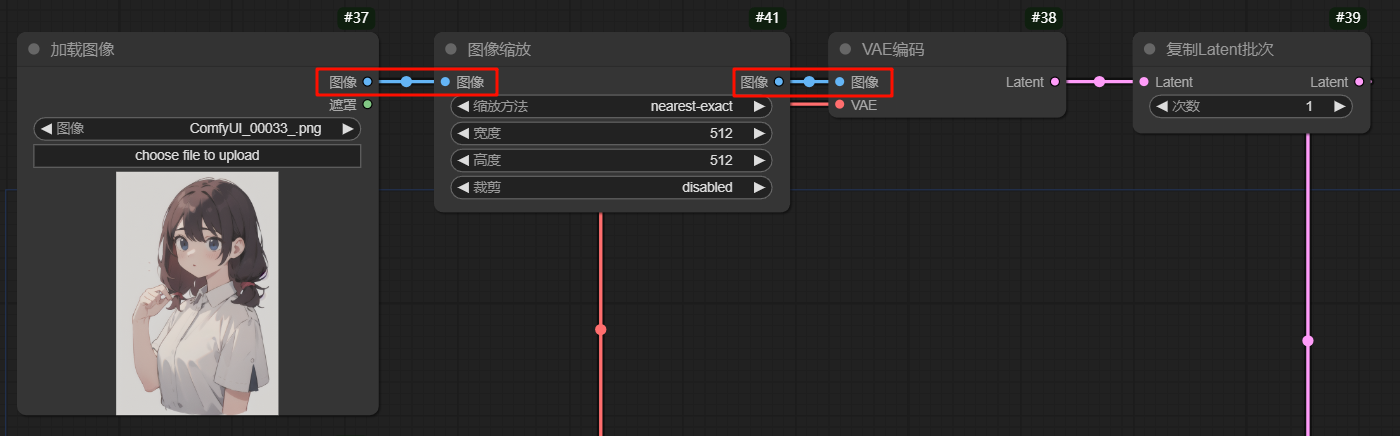 #37
加载图像
图像
遮罩
图像 ComfyUI_00033_.png
choose file to upload
#41
图像缩放
图像 图像
缩放方法 nearest-exact
宽度 512
高度 512
裁剪 disabled
#38
VAE编码
图像 Latent
VAE
#39
复制Latent批次
Latent Latent
次数 1